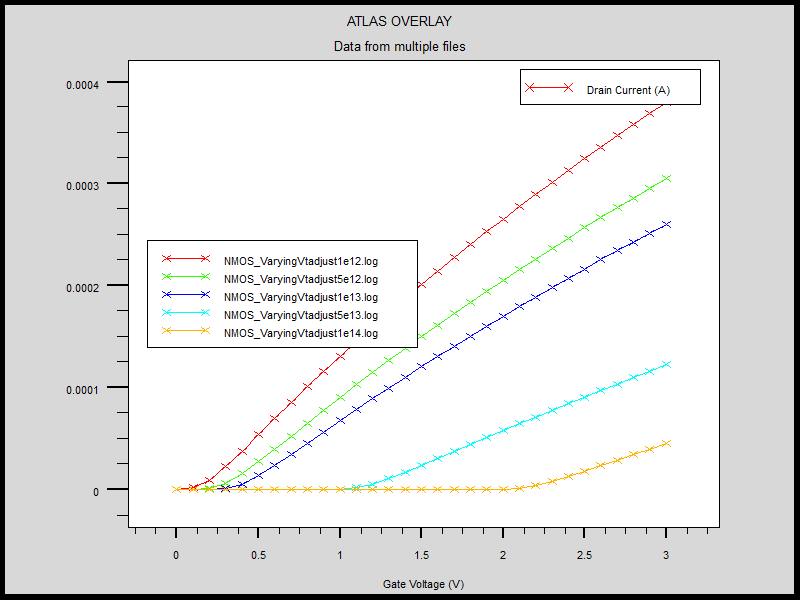 ATLAS OVERLAY
Data from multiple files
Drain Current (A)
0.0004
0.0003
0.0002
0.0001
0
NMOS_VaryingVtadjust1e12.log
NMOS_VaryingVtadjust5e12.log
NMOS_VaryingVtadjust1e13.log
NMOS_VaryingVtadjust5e13.log
NMOS_VaryingVtadjust1e14.log
0 0.5 1 1.5 2 2.5 3
Gate Voltage (V)